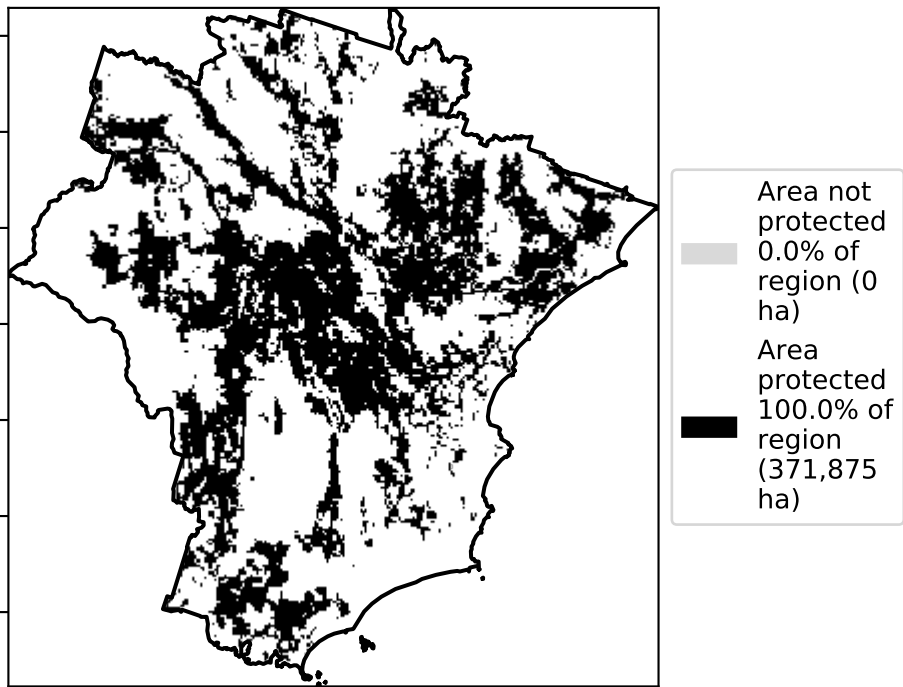 Area not
protected
0.0% of
region (0
ha)
Area
protected
100.0% of
region
(371,875
ha)